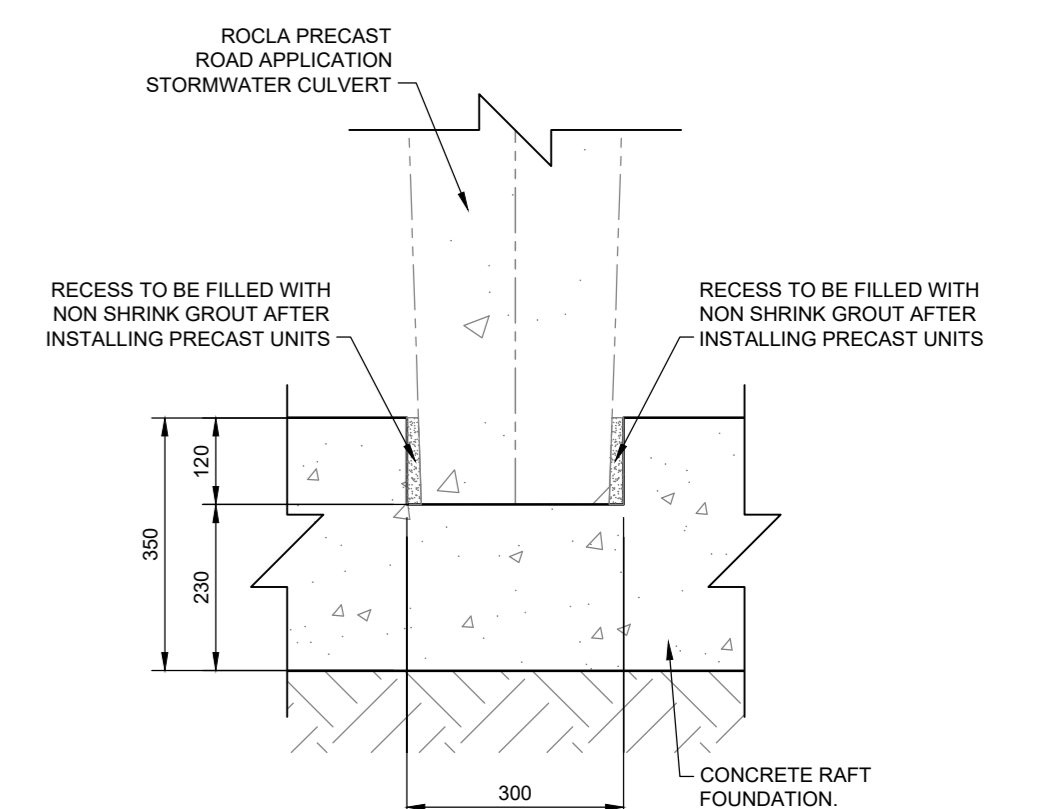 ROCLA PRECAST
ROAD APPLICATION
STORMWATER CULVERT
RECESS TO BE FILLED WITH
NON SHRINK GROUT AFTER
INSTALLING PRECAST UNITS
RECESS TO BE FILLED WITH
NON SHRINK GROUT AFTER
INSTALLING PRECAST UNITS
120
350
230
300
CONCRETE RAFT
FOUNDATION.